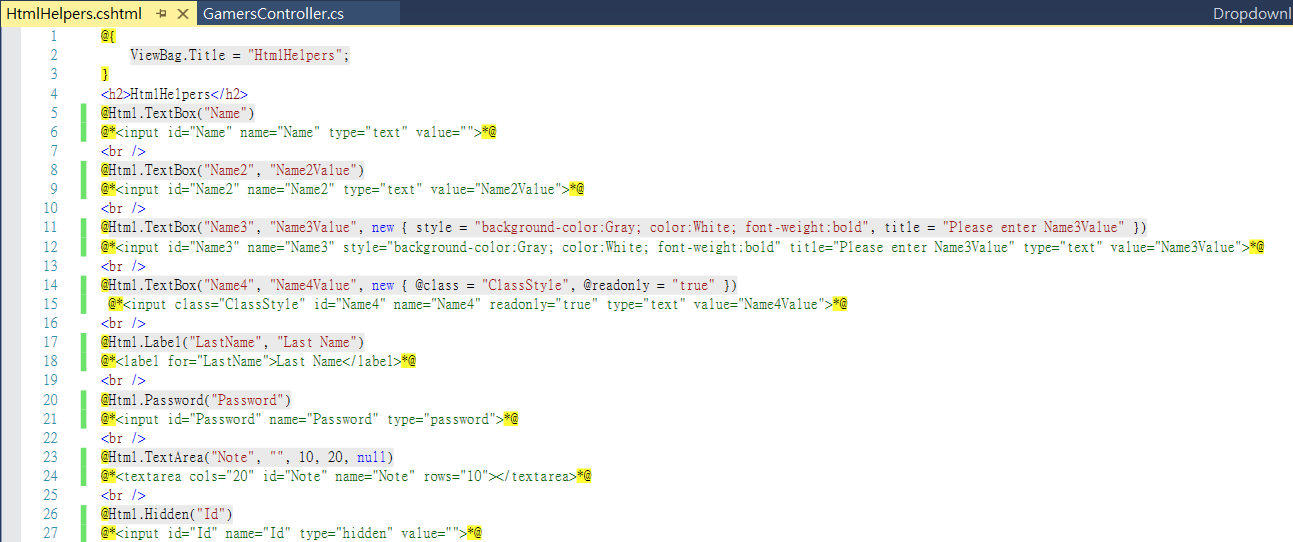 HtmlHelpers.cshtml GamersController.cs Dropdownl
1 @{
2 ViewBag.Title = "HtmlHelpers";
3 }
4 <h2>HtmlHelpers</h2>
5 @Html.TextBox("Name")
6 @*<input id="Name" name="Name" type="text" value="">*@
7 <br />
8 @Html.TextBox("Name2", "Name2Value")
9 @*<input id="Name2" name="Name2" type="text" value="Name2Value">*@
10 <br />
11 @Html.TextBox("Name3", "Name3Value", new { style = "background-color:Gray; color:White; font-weight:bold", title = "Please enter Name3Value" })
12 @*<input id="Name3" name="Name3" style="background-color:Gray; color:White; font-weight:bold" title="Please enter Name3Value" type="text" value="Name3Value">*@
13 <br />
14 @Html.TextBox("Name4", "Name4Value", new { @class = "ClassStyle", @readonly = "true" })
15 @*<input class="ClassStyle" id="Name4" name="Name4" readonly="true" type="text" value="Name4Value">*@
16 <br />
17 @Html.Label("LastName", "Last Name")
18 @*<label for="LastName">Last Name</label>*@
19 <br />
20 @Html.Password("Password")
21 @*<input id="Password" name="Password" type="password">*@
22 <br />
23 @Html.TextArea("Note", "", 10, 20, null)
24 @*<textarea cols="20" id="Note" name="Note" rows="10"></textarea>*@
25 <br />
26 @Html.Hidden("Id")
27 @*<input id="Id" name="Id" type="hidden" value="">*@